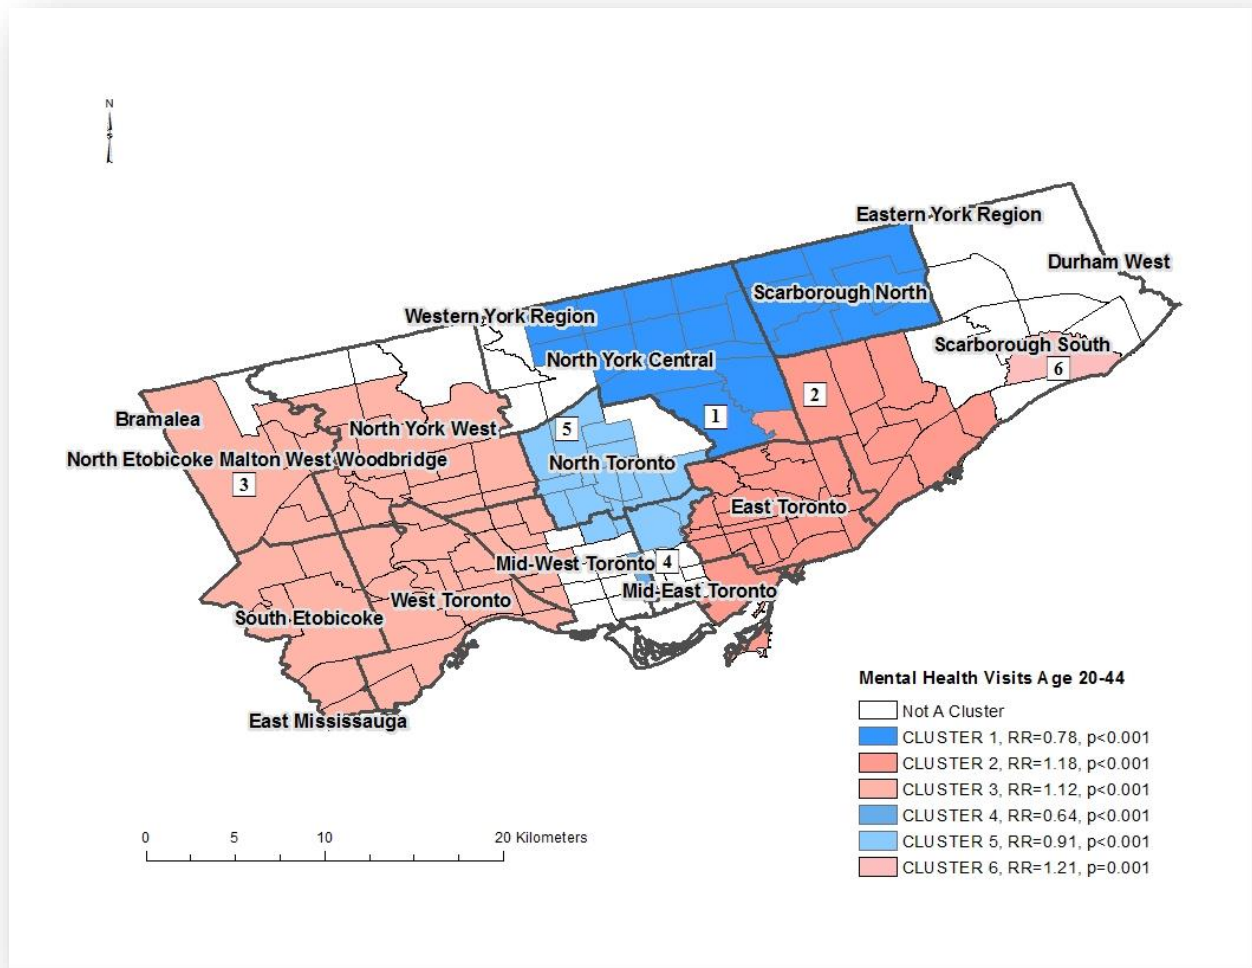 N
S
Eastern York Region
Durham West
Scarborough North
Western York Region
Scarborough South
North York Central
6
2
1
Bramalea
North York West
5
North Etobicoke Malton West Woodbridge
North Toronto
3
East Toronto
Mid-West Toronto
4
Mid-East Toronto
West Toronto
South Etobicoke
East Mississauga
Mental Health Visits Age 20-44
Not A Cluster
CLUSTER 1, RR=0.78, p<0.001
CLUSTER 2, RR=1.18, p<0.001
CLUSTER 3, RR=1.12, p<0.001
CLUSTER 4, RR=0.64, p<0.001
CLUSTER 5, RR=0.91, p<0.001
CLUSTER 6, RR=1.21, p=0.001
0 5 10 20 Kilometers